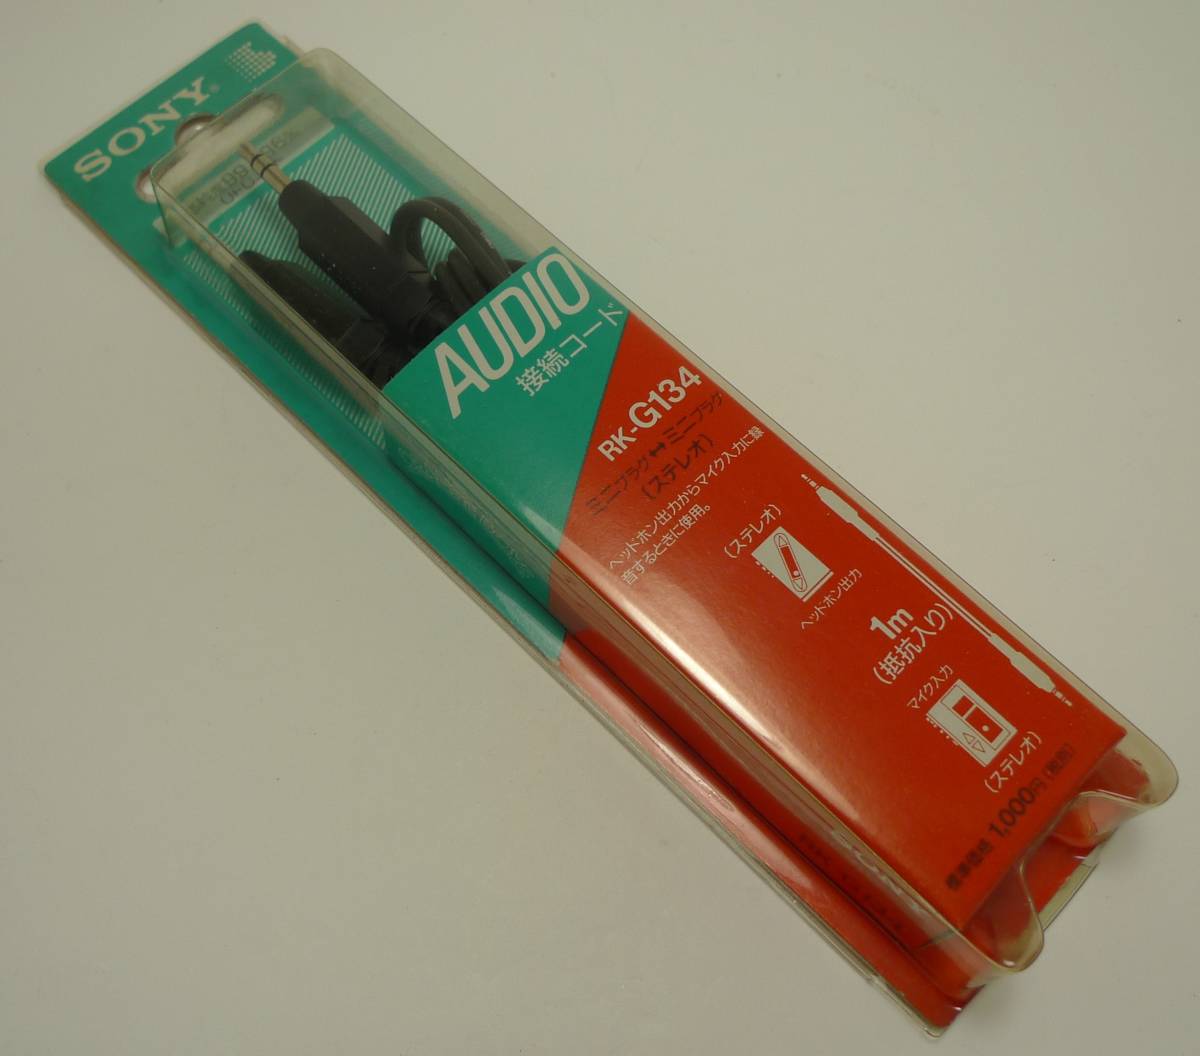 SONY
OFC
AUDIO
接続コード
RK-G134
ミニプラグ↔ミニプラグ
(ステレオ)
ヘッドホン出力からマイク入力に録
音するときに使用。
(ステレオ)
ヘッドホン出力
1m
(抵抗入り)
マイク入力
(ステレオ)
標準価格 1,000円(税別)